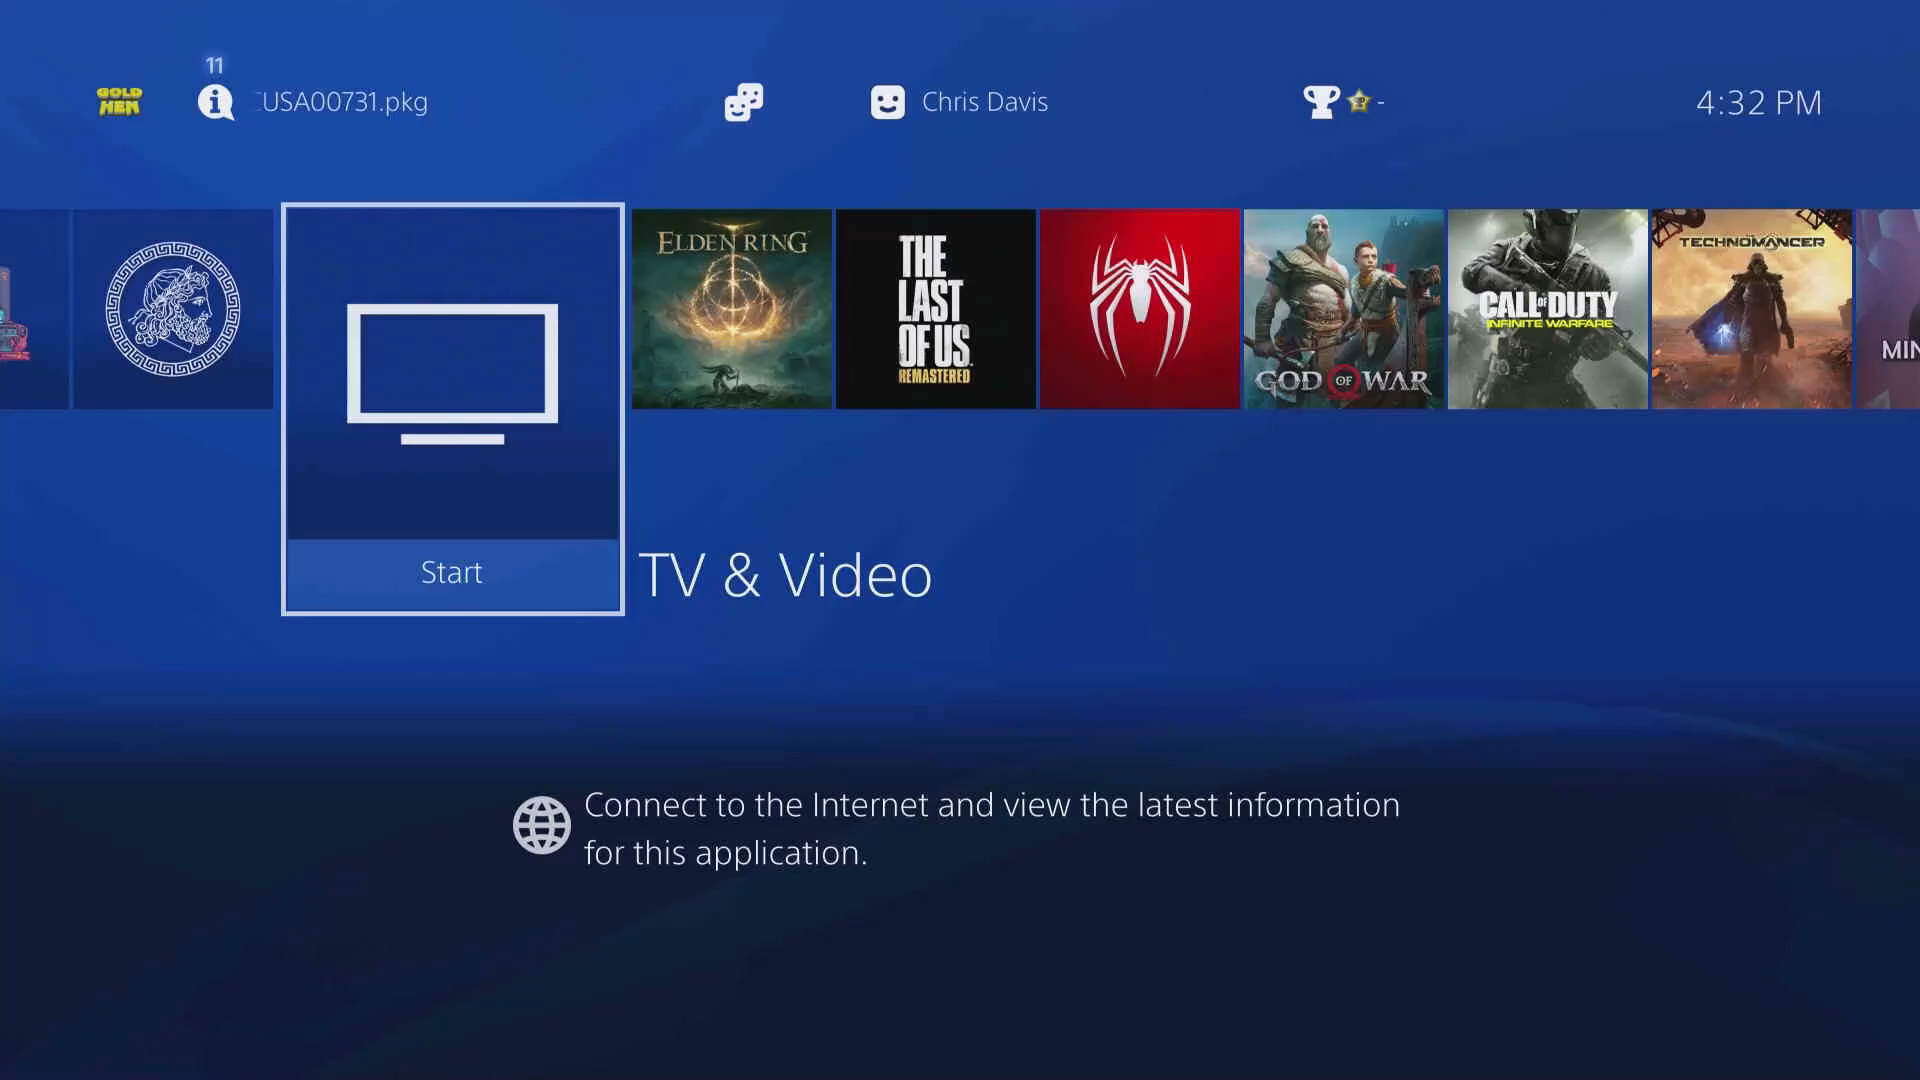 11
GOLD
HEN
CUSA00731.pkg
Chris Davis
-
4:32 PM
ELDEN RING
THE
LAST
OF US
REMASTERED
GOD OF WAR
CALL OF DUTY
INFINITE WARFARE
TECHNOMANCER
MIN
Start
TV & Video
Connect to the Internet and view the latest information
for this application.